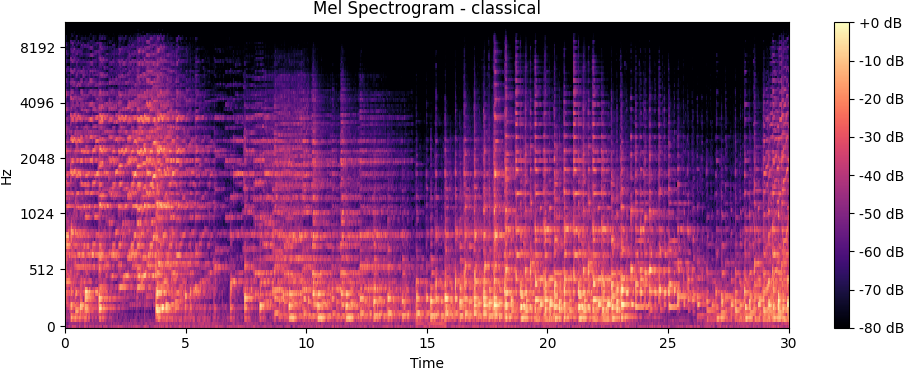 Mel Spectrogram - classical
Hz
8192
4096
2048
1024
512
0
0 5 10 15 20 25 30
Time
+0 dB
-10 dB
-20 dB
-30 dB
-40 dB
-50 dB
-60 dB
-70 dB
-80 dB